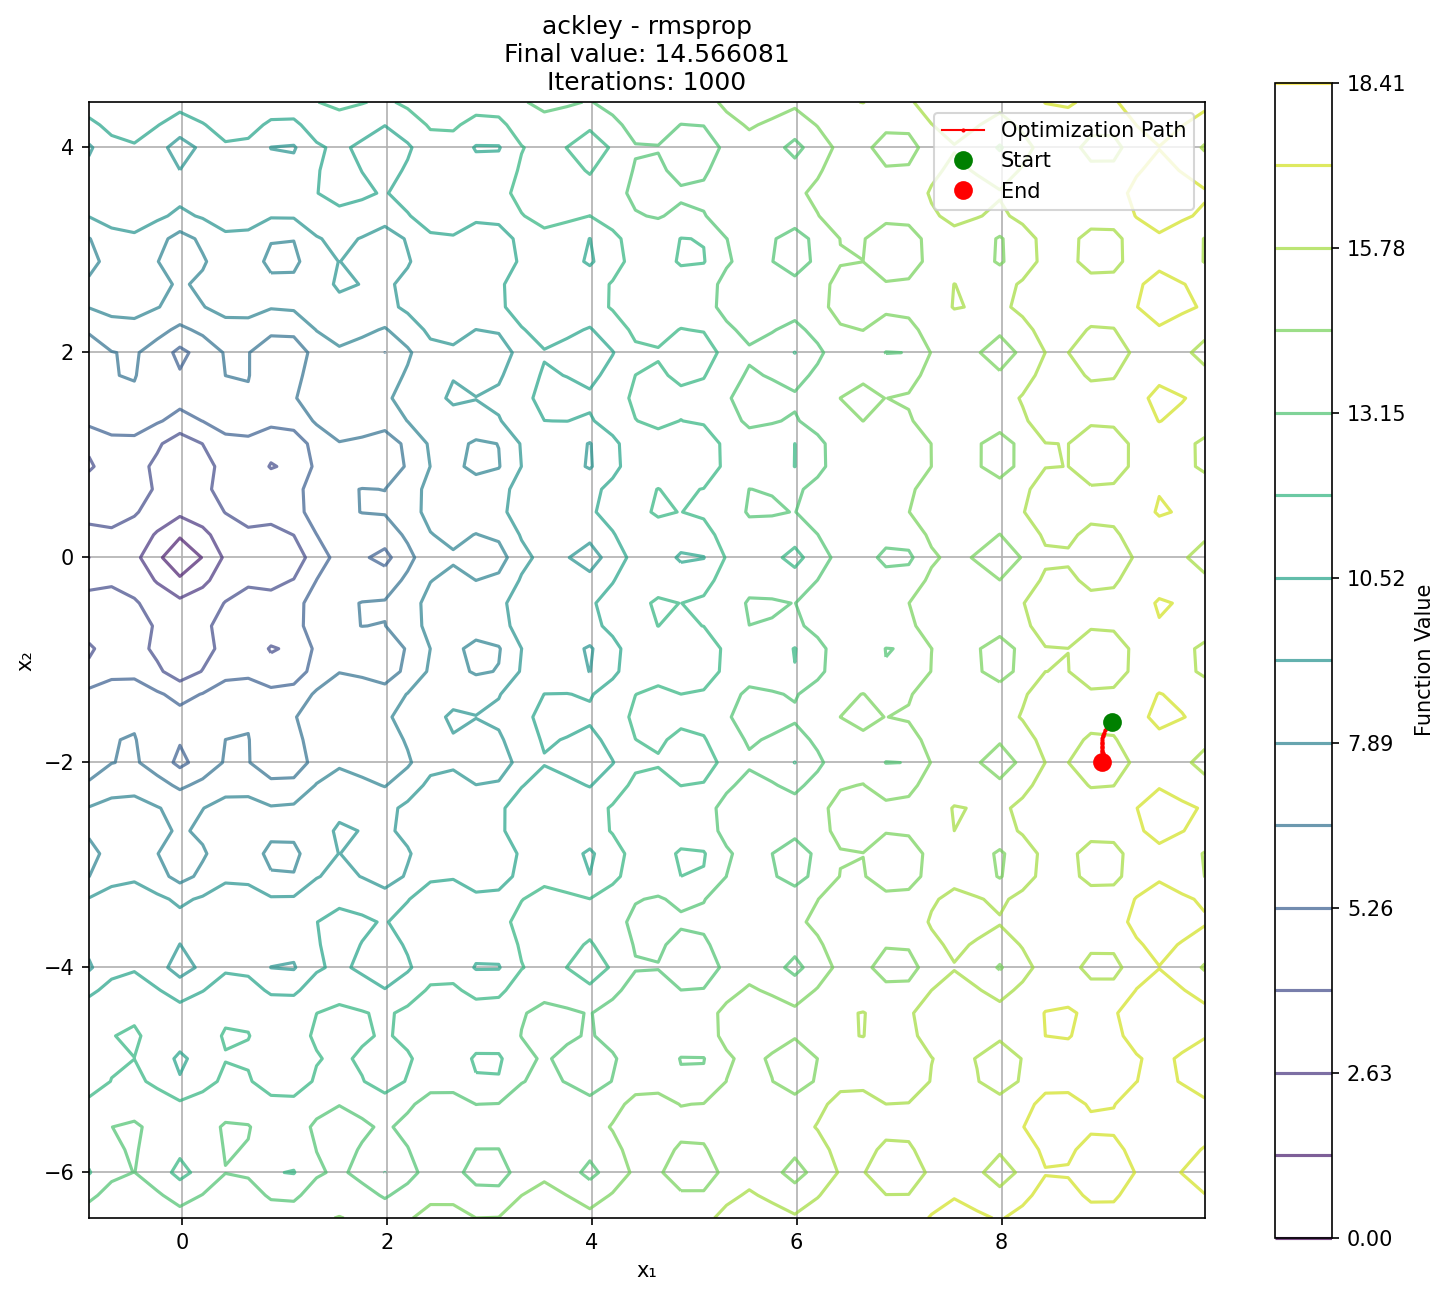 ackley - rmsprop
Final value: 14.566081
Iterations: 1000
Optimization Path
Start
End
4
2
0
−2
−4
−6
x₂
0
2
4
6
8
x₁
18.41
15.78
13.15
10.52
7.89
5.26
2.63
0.00
Function Value